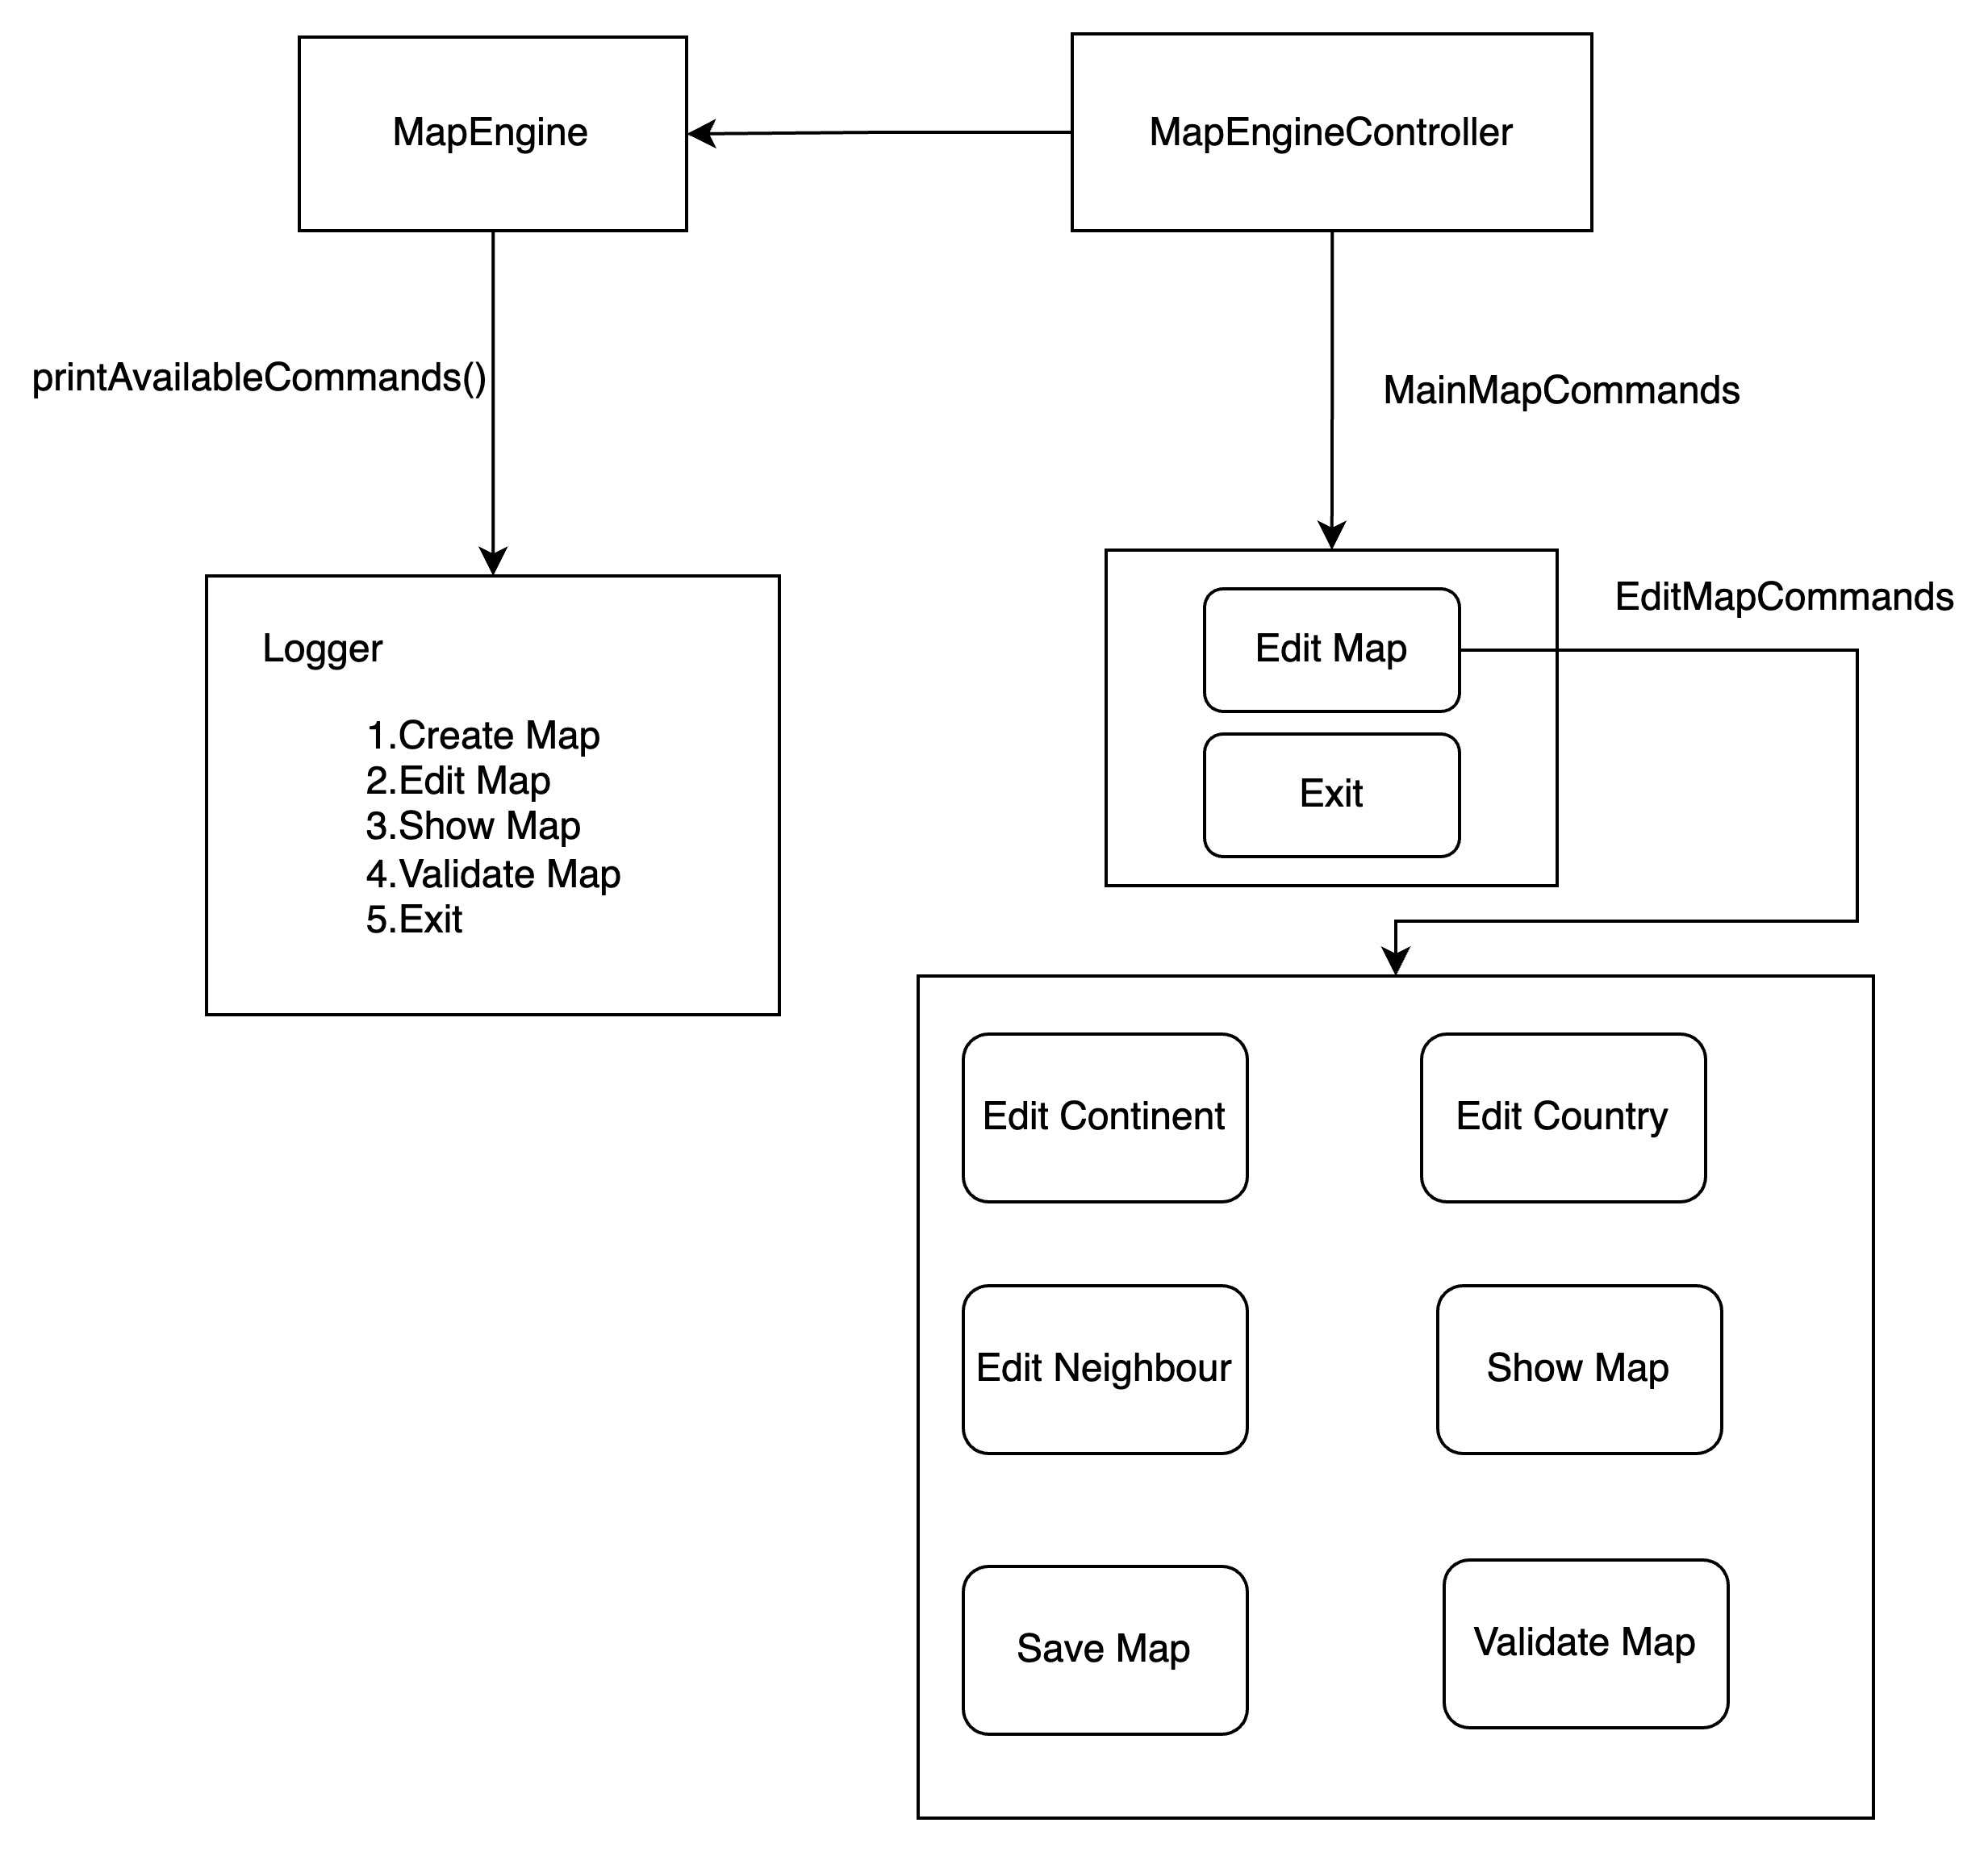 MapEngine
MapEngineController
printAvailableCommands()
MainMapCommands
Logger
1.Create Map
2.Edit Map
3.Show Map
4.Validate Map
5.Exit
Edit Map
Exit
EditMapCommands
Edit Continent
Edit Country
Edit Neighbour
Show Map
Save Map
Validate Map